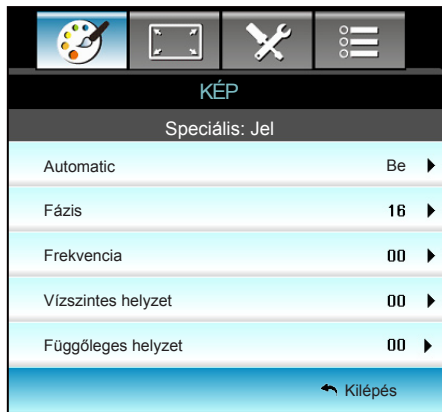 KÉP
Speciális: Jel
Automatic Be
Fázis 16
Frekvencia 00
Vízszintes helyzet 00
Függőleges helyzet 00
Kilépés